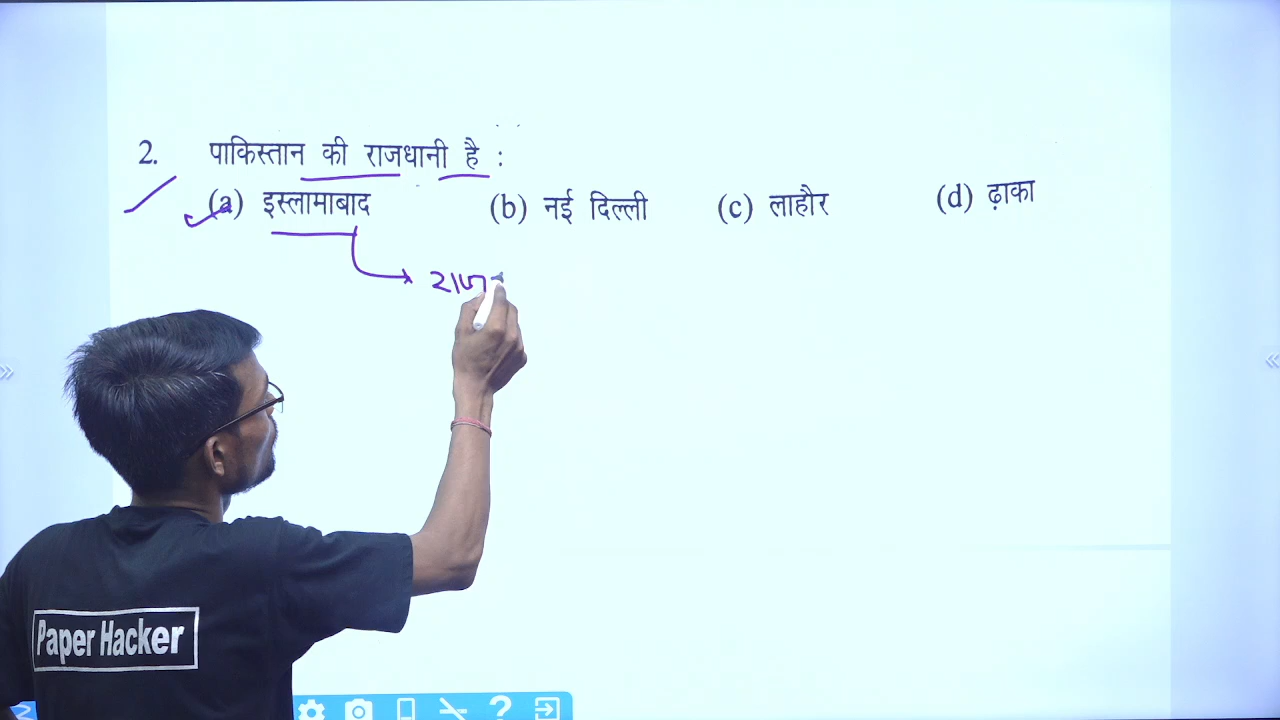 2. पाकिस्तान की राजधानी है :
(a) इस्लामाबाद (b) नई दिल्ली (c) लाहौर (d) ढ़ाका
राज
Paper Hacker